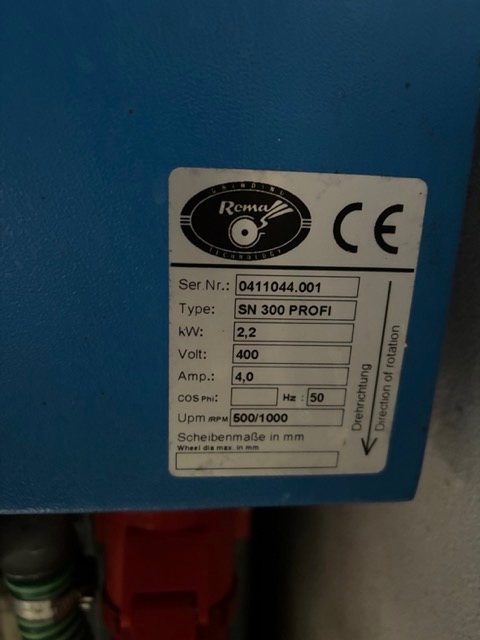 GRINDING
Roma
TECHNOLOGY
CE
Ser Nr.: 0411044.001
Type: SN 300 PROFI
kW: 2,2
Volt: 400
Amp.: 4,0
COS Phi: Hz : 50
Upm /RPM 500/1000
Scheibenmaße in mm
Wheel dia max. in mm
Drehrichtung
Direction of rotation